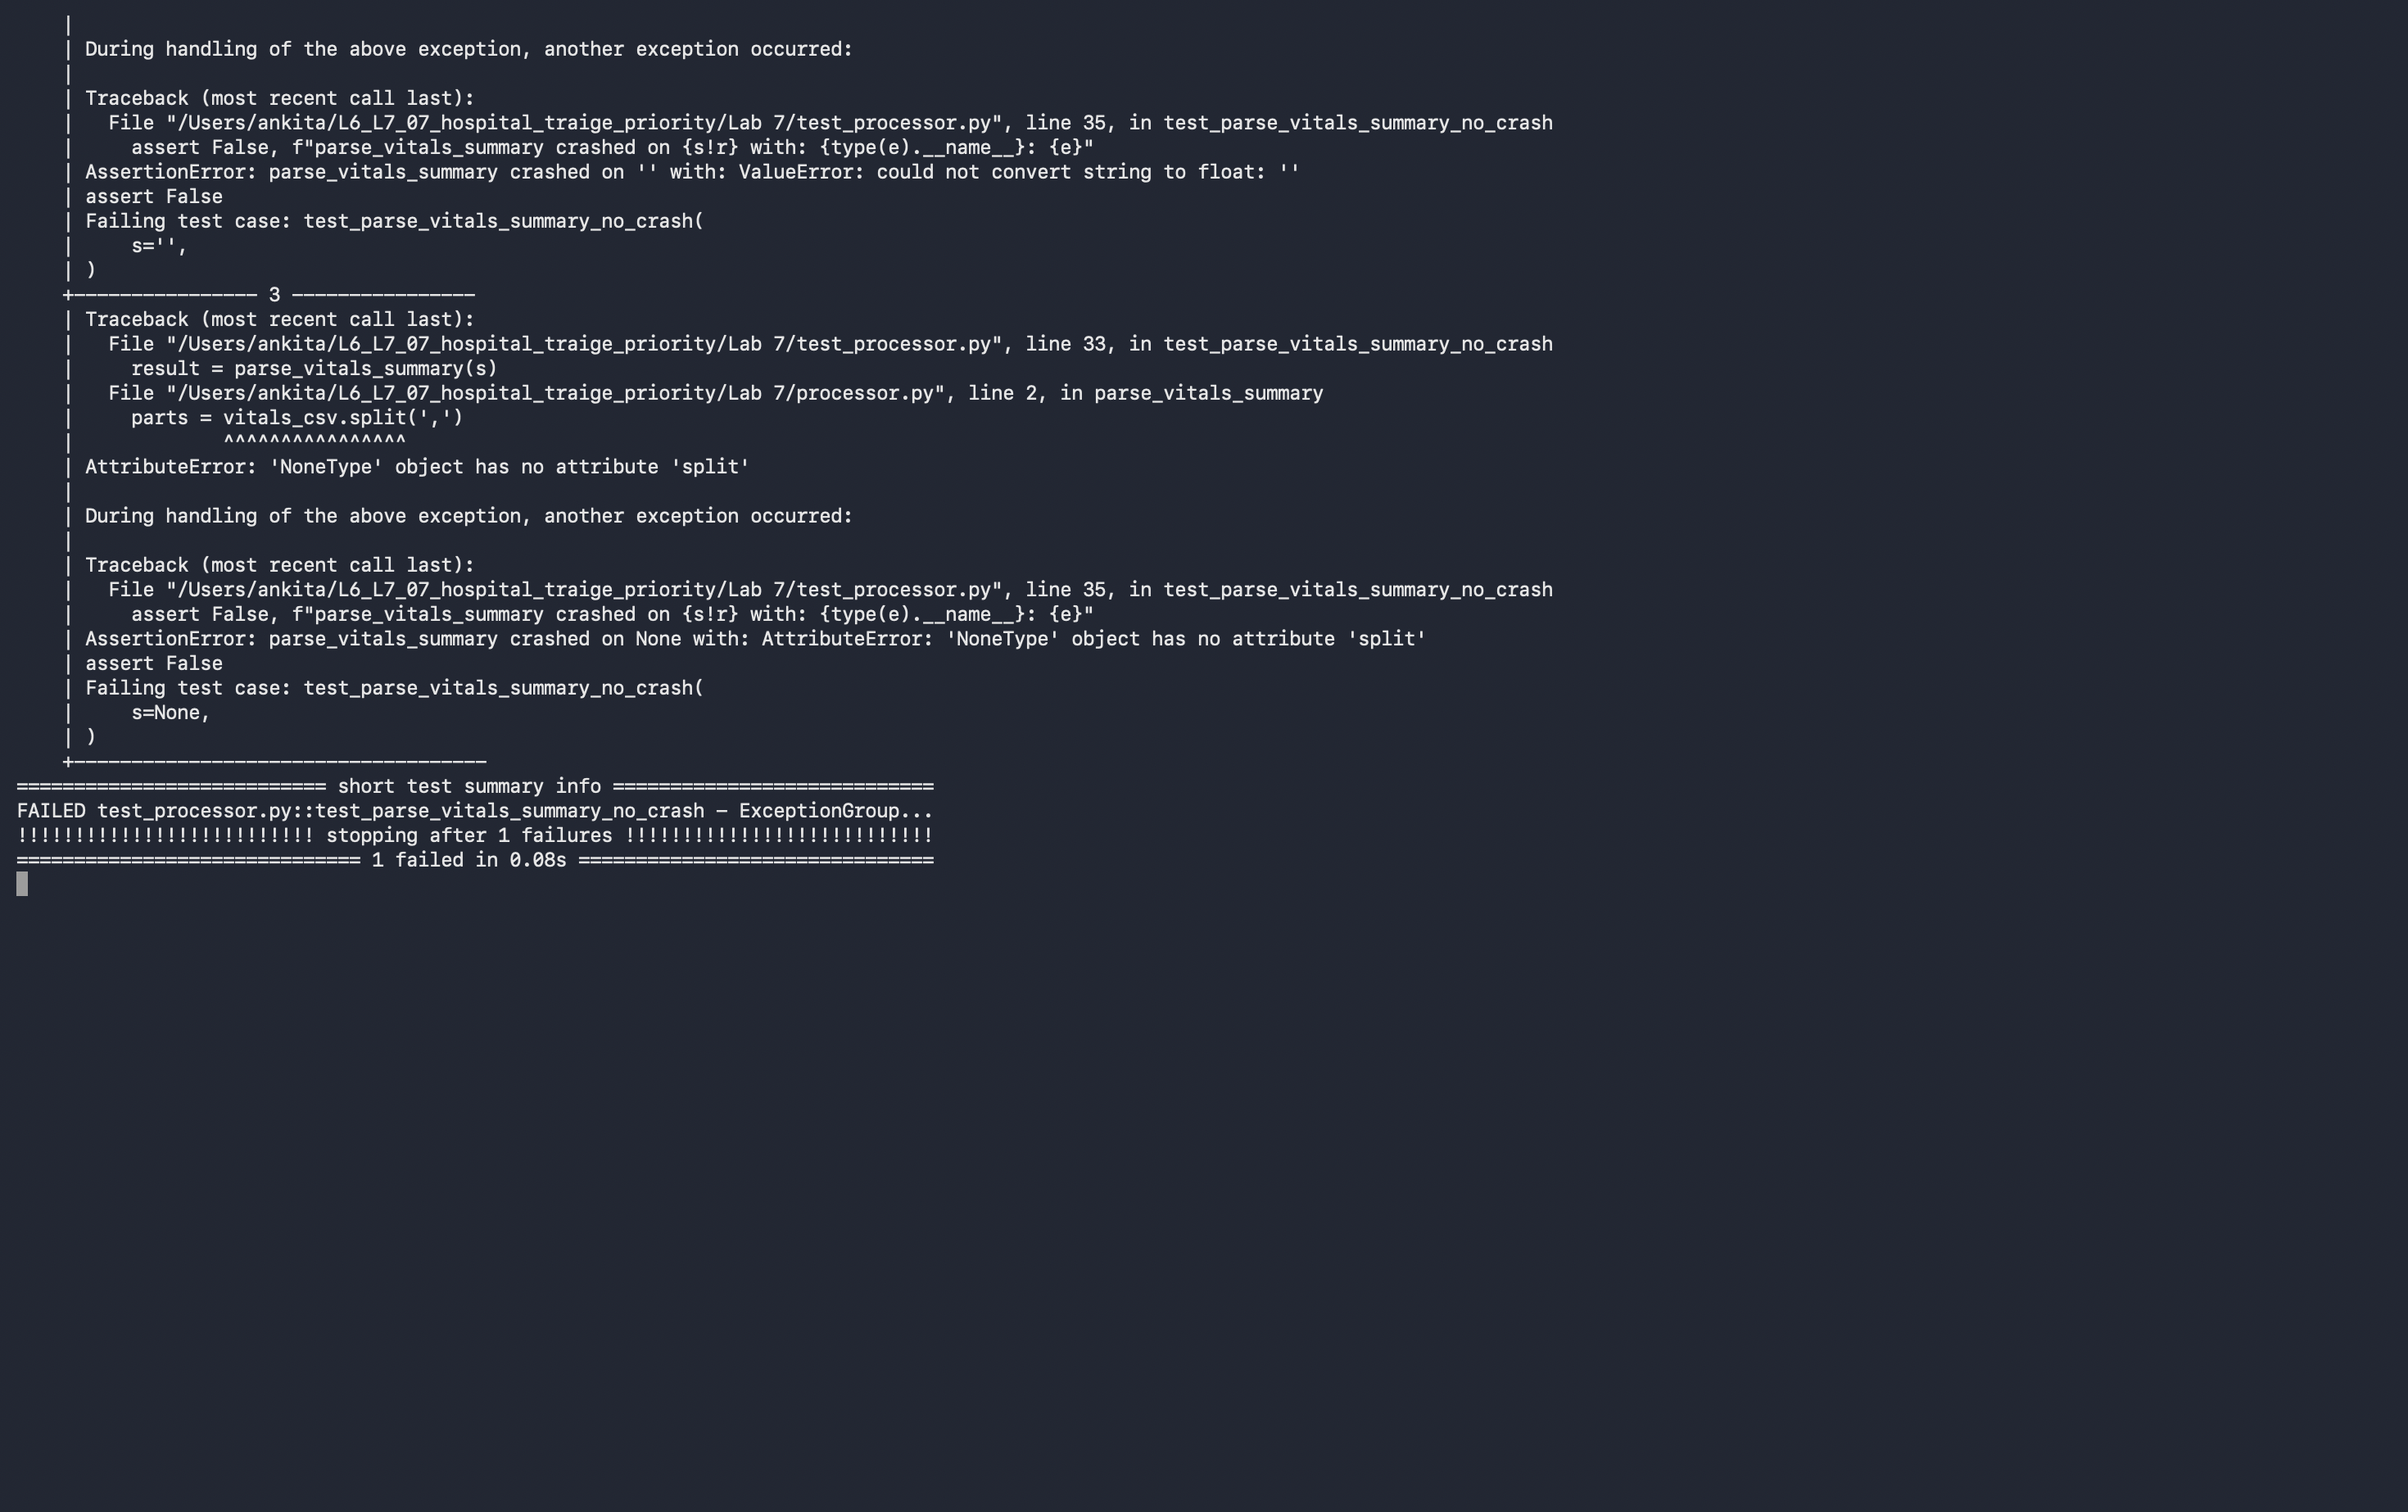 |
| During handling of the above exception, another exception occurred:
|
| Traceback (most recent call last):
|   File "/Users/ankita/L6_L7_07_hospital_traige_priority/Lab 7/test_processor.py", line 35, in test_parse_vitals_summary_no_crash
|     assert False, f"parse_vitals_summary crashed on {s!r} with: {type(e).__name__}: {e}"
| AssertionError: parse_vitals_summary crashed on '' with: ValueError: could not convert string to float: ''
| assert False
| Failing test case: test_parse_vitals_summary_no_crash(
|     s='',
| )
+---------------- 3 ----------------
| Traceback (most recent call last):
|   File "/Users/ankita/L6_L7_07_hospital_traige_priority/Lab 7/test_processor.py", line 33, in test_parse_vitals_summary_no_crash
|     result = parse_vitals_summary(s)
|   File "/Users/ankita/L6_L7_07_hospital_traige_priority/Lab 7/processor.py", line 2, in parse_vitals_summary
|     parts = vitals_csv.split(',')
|             ^^^^^^^^^^^^^^^^
| AttributeError: 'NoneType' object has no attribute 'split'
|
| During handling of the above exception, another exception occurred:
|
| Traceback (most recent call last):
|   File "/Users/ankita/L6_L7_07_hospital_traige_priority/Lab 7/test_processor.py", line 35, in test_parse_vitals_summary_no_crash
|     assert False, f"parse_vitals_summary crashed on {s!r} with: {type(e).__name__}: {e}"
| AssertionError: parse_vitals_summary crashed on None with: AttributeError: 'NoneType' object has no attribute 'split'
| assert False
| Failing test case: test_parse_vitals_summary_no_crash(
|     s=None,
| )
+------------------------------------
=========================== short test summary info ============================
FAILED test_processor.py::test_parse_vitals_summary_no_crash - ExceptionGroup...
!!!!!!!!!!!!!!!!!!!!!!!!!! stopping after 1 failures !!!!!!!!!!!!!!!!!!!!!!!!!!!
============================== 1 failed in 0.08s ===============================